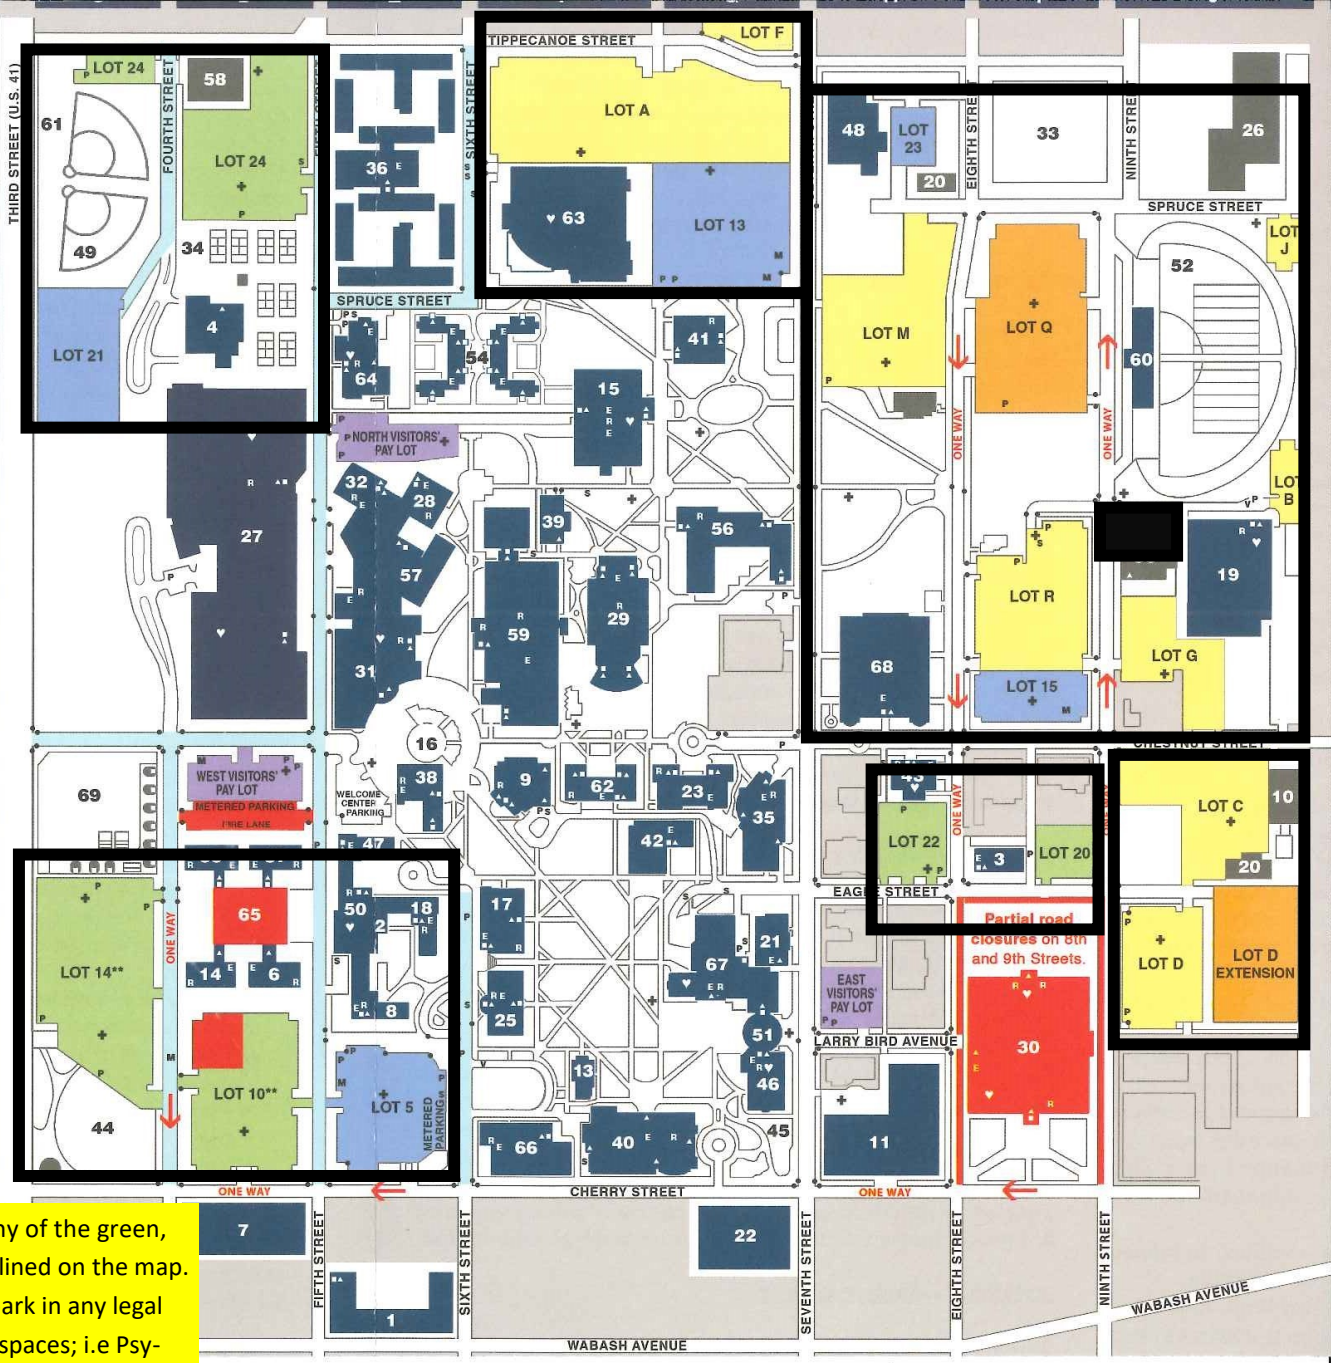 TIPPECANOE STREET
LOT F
THIRD STREET (U.S. 41)
LOT 24
FOURTH STREET
58
SIXTH STREET
LOT A
61
LOT 24
36
48
LOT
23
EIGHTH STREET
33
NINTH STREET
26
20
63
LOT 13
SPRUCE STREET
49
34
52
LOT
J
SPRUCE STREET
4
LOT 21
64
54
41
15
LOT M
LOT Q
60
ONE WAY
ONE WAY
NORTH VISITORS'
PAY LOT
32
28
39
56
27
57
LOT
B
19
59
29
LOT R
31
68
LOT G
LOT 15
16
CHESTNUT STREET
69
WEST VISITORS'
PAY LOT
METERED PARKING
FIRE LANE
WELCOME
CENTER
PARKING
38
9
62
23
35
43
ONE WAY
LOT C
10
47
42
LOT 22
3
LOT 20
20
EAGLE STREET
65
50
2
18
17
21
67
Partial road
closures on 8th
and 9th Streets.
LOT D
LOT D
EXTENSION
LOT 14**
ONE WAY
14
6
8
25
EAST
VISITORS'
PAY LOT
51
LARRY BIRD AVENUE
30
13
46
LOT 10**
LOT 5
METERED
PARKING
44
66
40
45
11
ONE WAY
CHERRY STREET
ONE WAY
7
22
FIFTH STREET
SIXTH STREET
SEVENTH STREET
EIGHTH STREET
NINTH STREET
1
WABASH AVENUE
WABASH AVENUE
ny of the green,
lined on the map.
ark in any legal
spaces; i.e Psy-